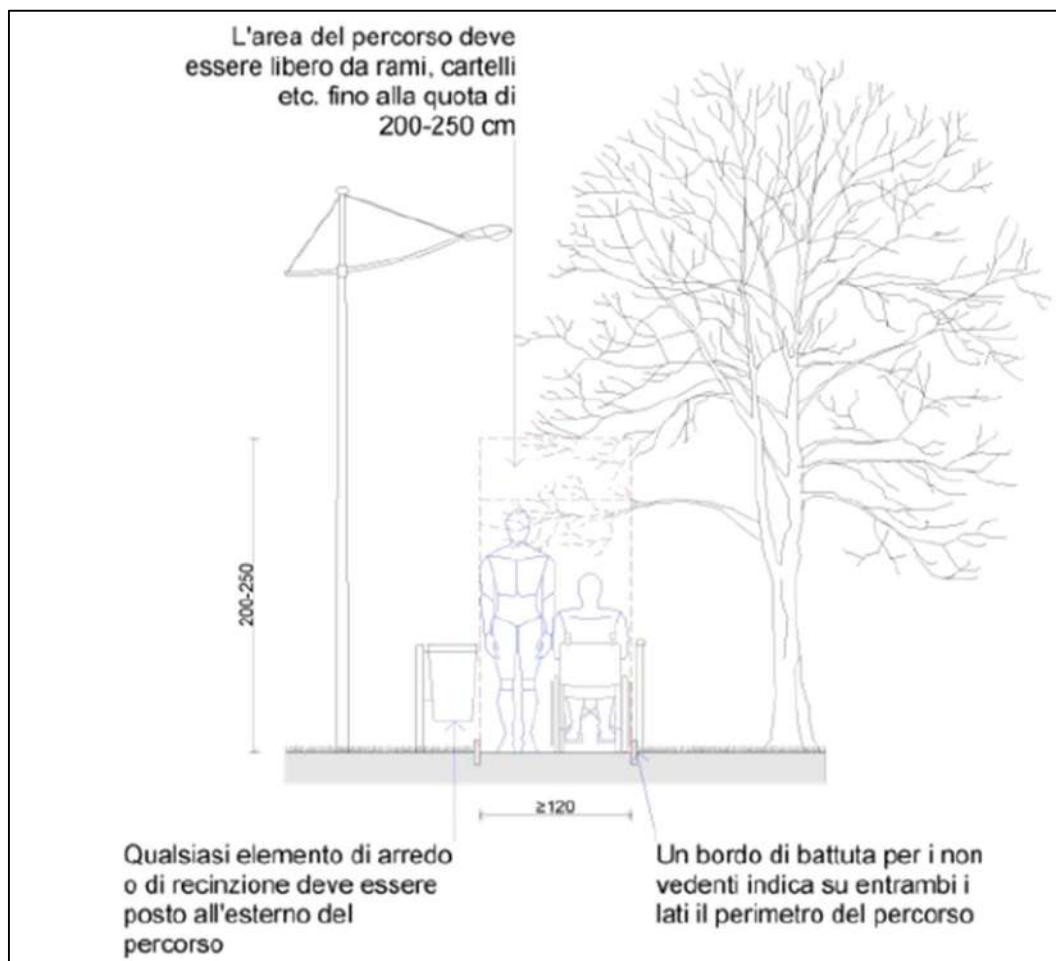 L'area del percorso deve
essere libero da rami, cartelli
etc. fino alla quota di
200-250 cm
200-250
≥120
Qualsiasi elemento di arredo
o di recinzione deve essere
posto all'esterno del
percorso
Un bordo di battuta per i non
vedenti indica su entrambi i
lati il perimetro del percorso